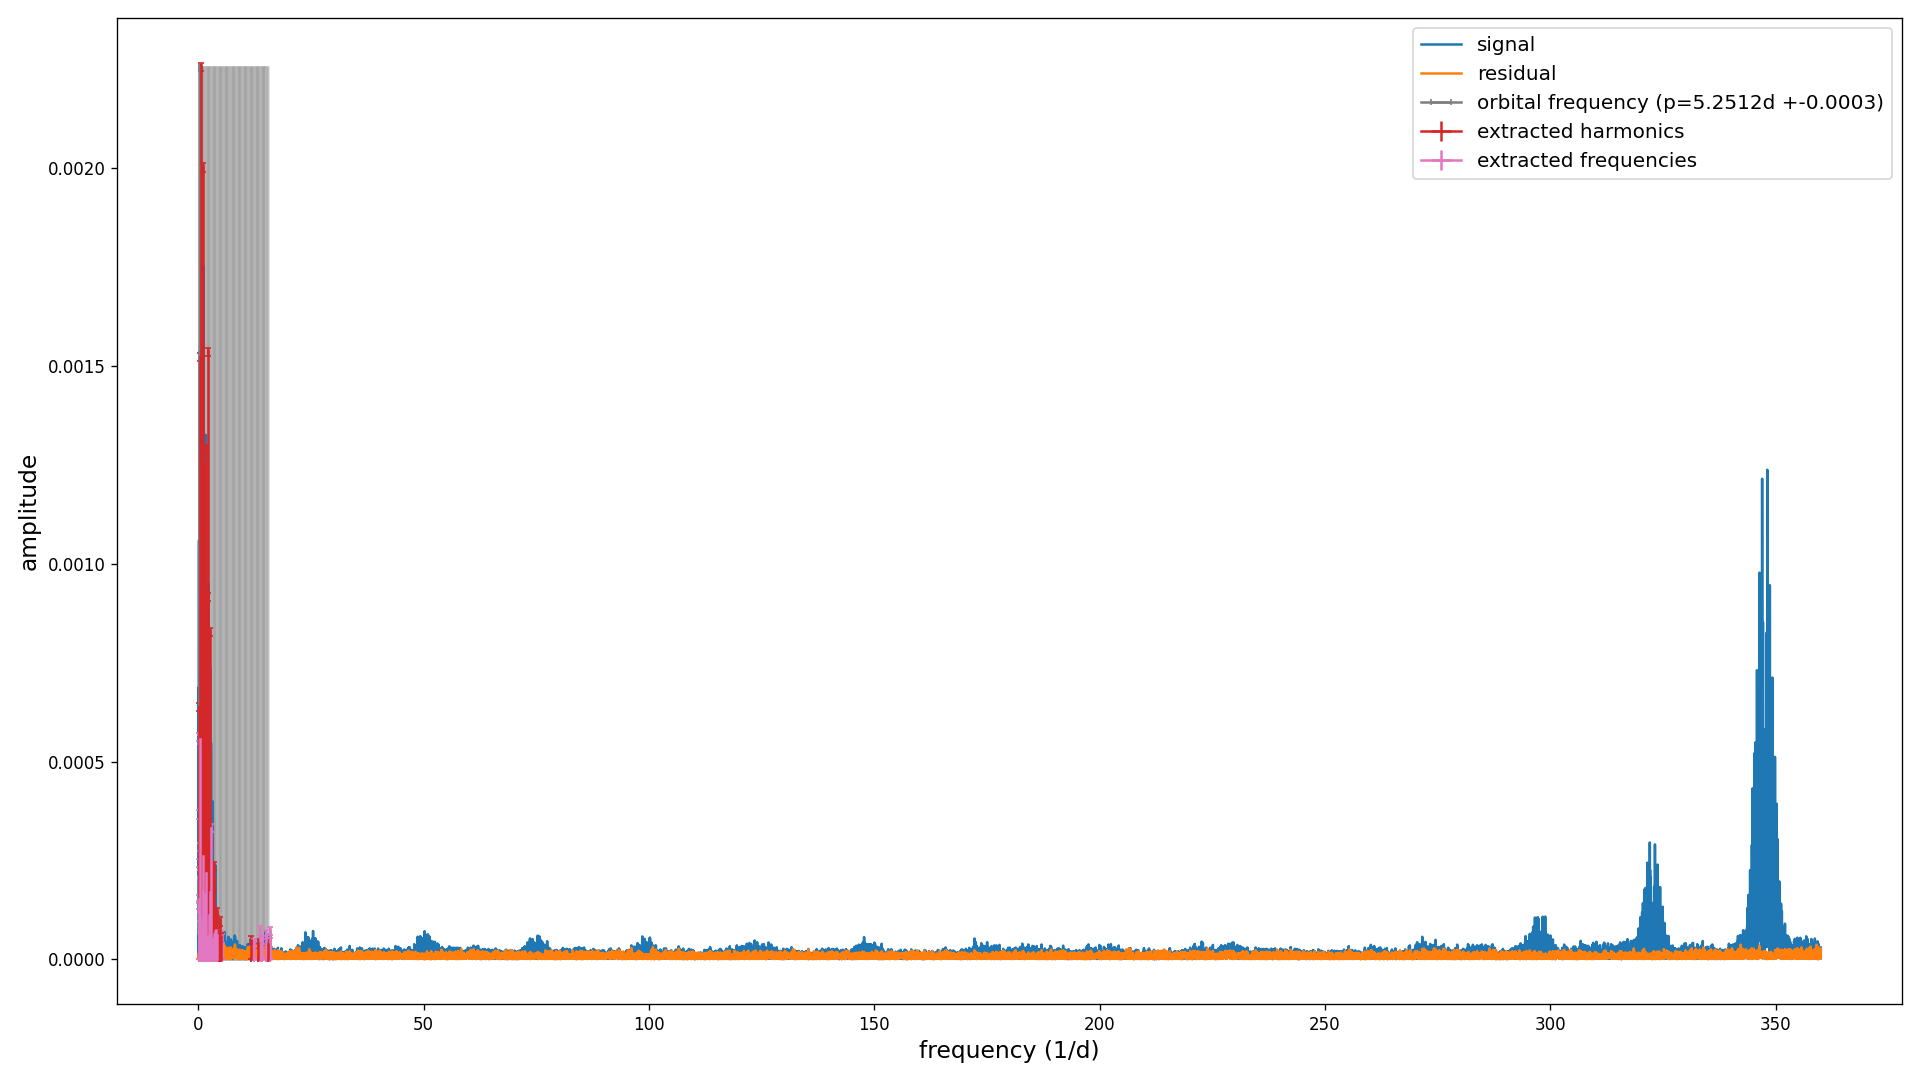 signal
residual
orbital frequency (p=5.2512d +-0.0003)
extracted harmonics
extracted frequencies
amplitude
0.0020
0.0015
0.0010
0.0005
0.0000
0 50 100 150 200 250 300 350
frequency (1/d)